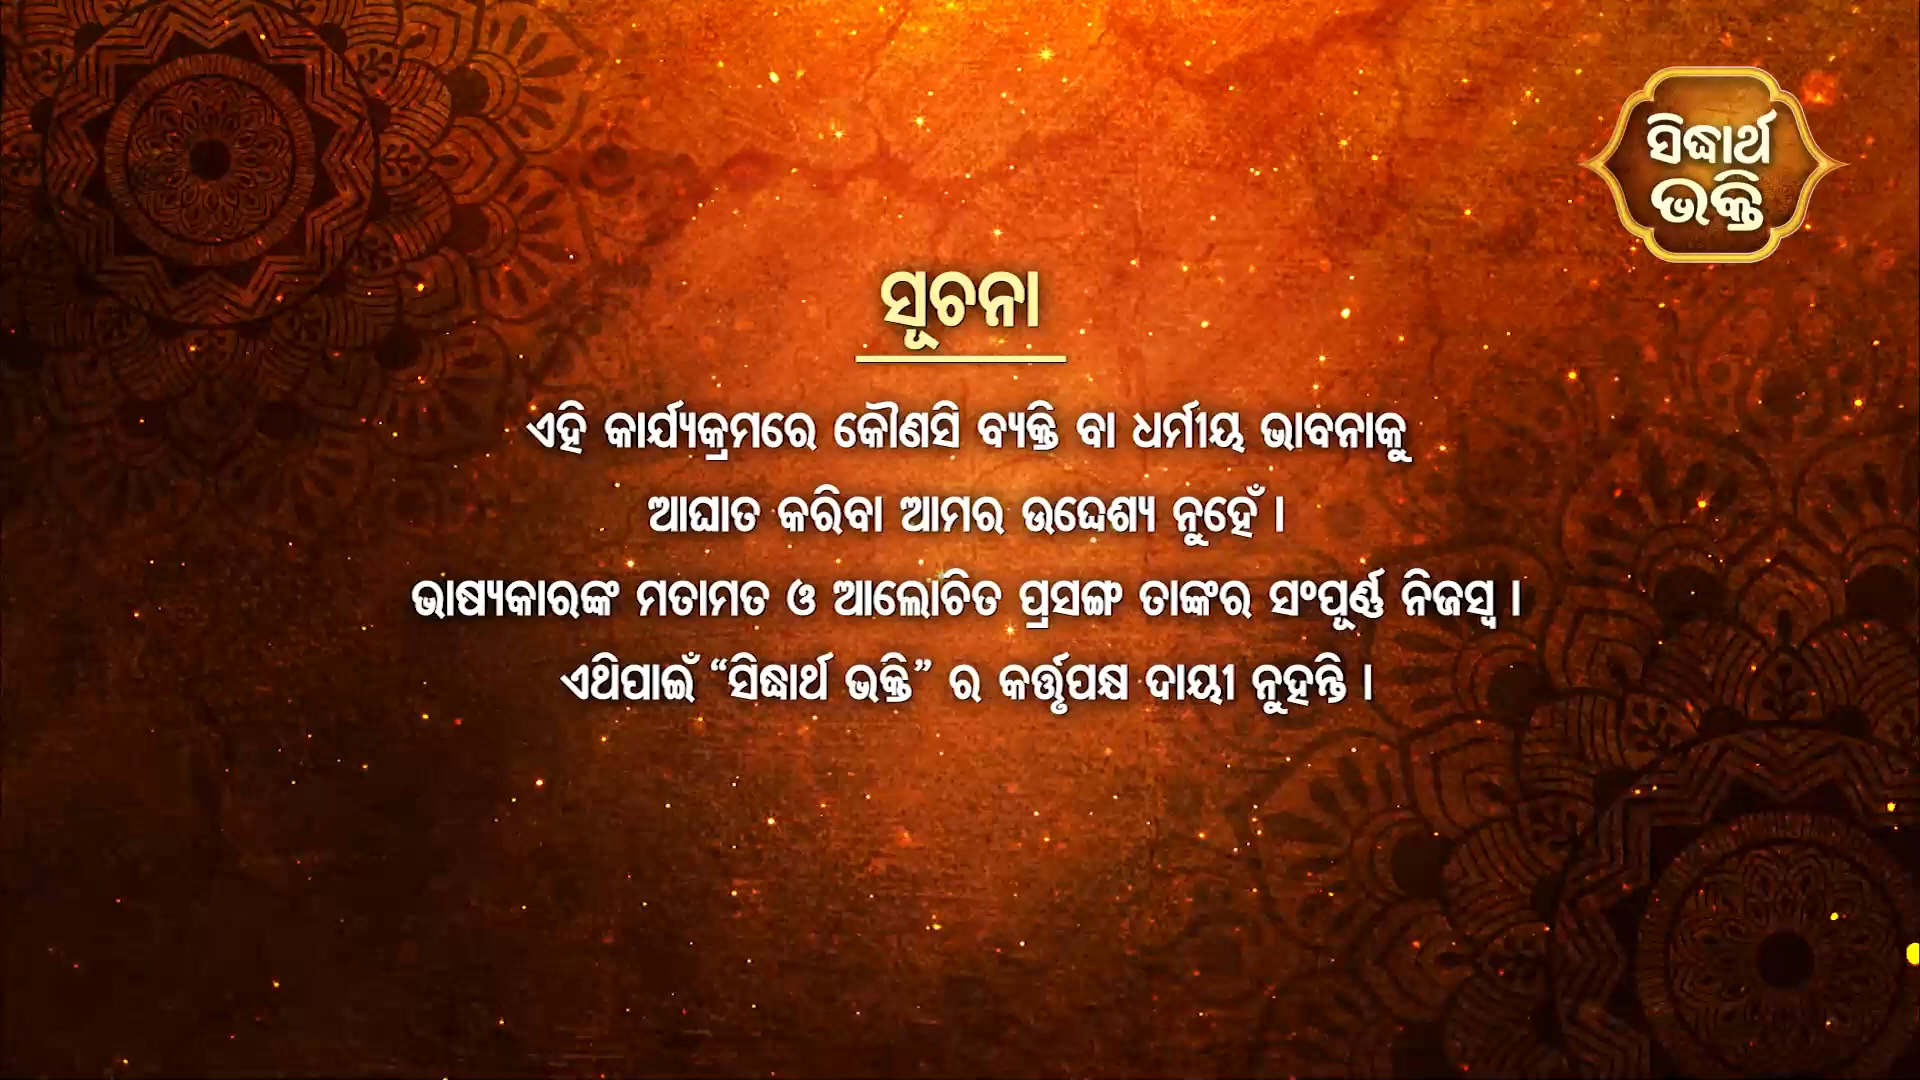 ସିଦ୍ଧାର୍ଥ
ଭକ୍ତି
ସୂଚନା
ଏହି କାର୍ଯ୍ୟକ୍ରମରେ କୌଣସି ବ୍ୟକ୍ତି ବା ଧର୍ମୀୟ ଭାବନାକୁ
ଆଘାତ କରିବା ଆମର ଉଦ୍ଦେଶ୍ୟ ନୁହେଁ ।
ଭାଷ୍ୟକାରଙ୍କ ମତାମତ ଓ ଆଲୋଚିତ ପ୍ରସଙ୍ଗ ତାଙ୍କର ସଂପୂର୍ଣ୍ଣ ନିଜସ୍ୱ ।
ଏଥିପାଇଁ “ସିଦ୍ଧାର୍ଥ ଭକ୍ତି” ର କର୍ତ୍ତୃପକ୍ଷ ଦାୟୀ ନୁହନ୍ତି ।